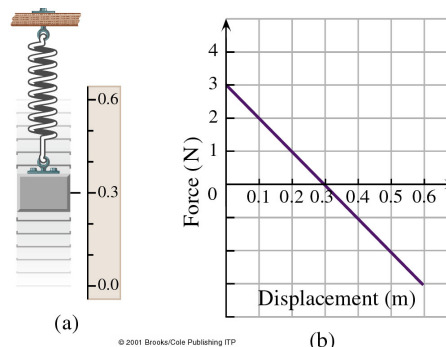 0.6
0.3
0.0
(a)
© 2001 Brooks/Cole Publishing ITP
Force (N)
4
3
2
1
0
0.1 0.2 0.3 0.4 0.5 0.6
Displacement (m)
(b)